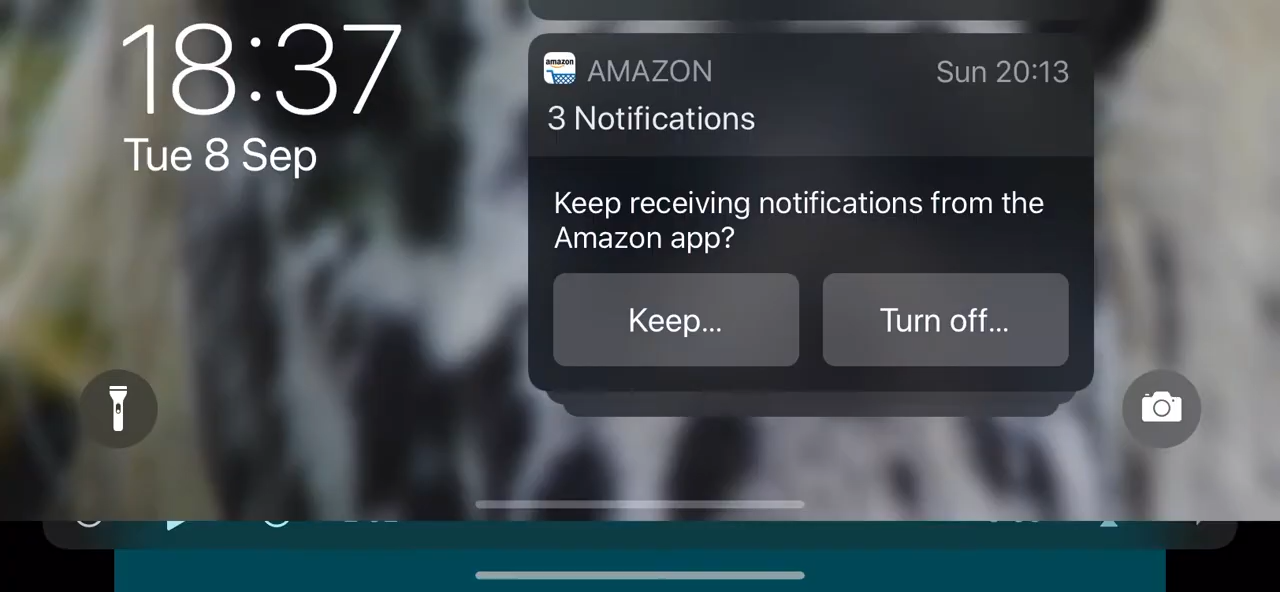 18:37
Tue 8 Sep
amazon
AMAZON
Sun 20:13
3 Notifications
Keep receiving notifications from the
Amazon app?
Keep...
Turn off...